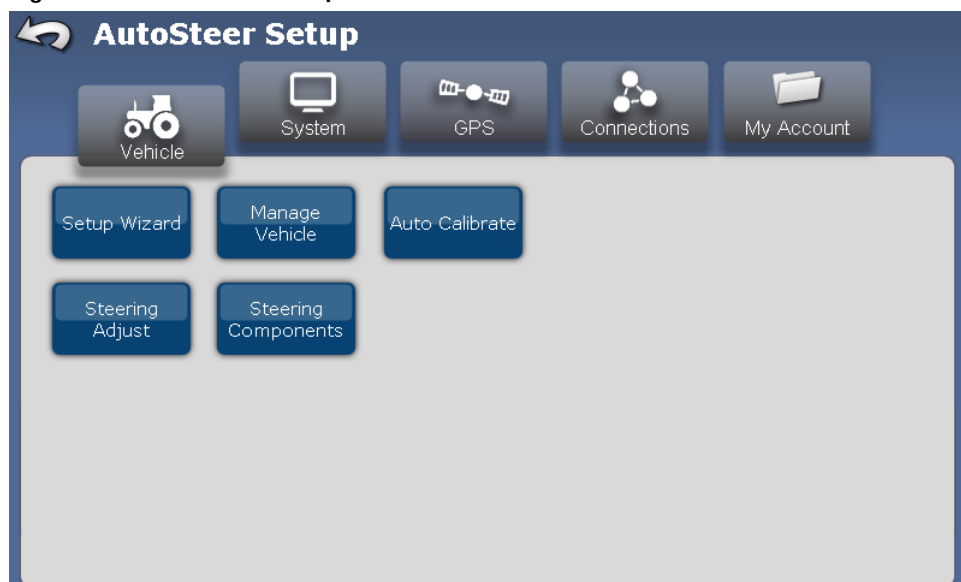 AutoSteer Setup
Vehicle
System
GPS
Connections
My Account
Setup Wizard
Manage
Vehicle
Auto Calibrate
Steering
Adjust
Steering
Components